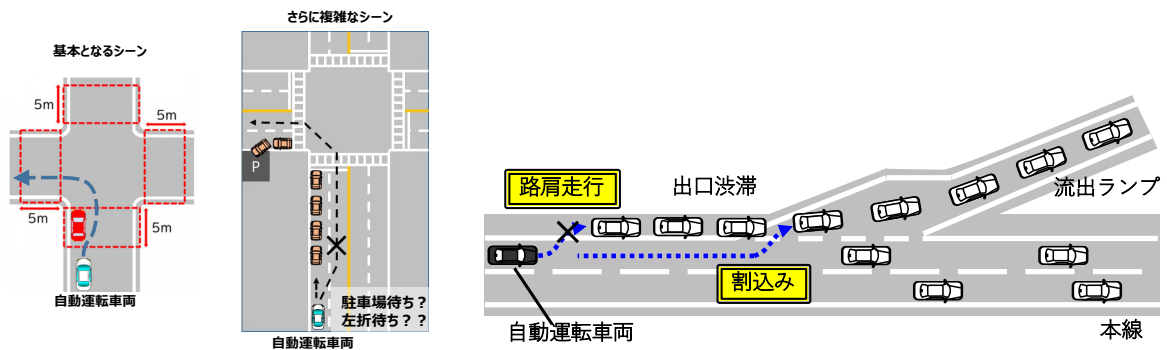 基本となるシーン
5m
5m
5m
5m
自動運転車両
さらに複雑なシーン
P
駐車場待ち？
左折待ち？？
自動運転車両
路肩走行
出口渋滞
流出ランプ
割込み
自動運転車両
本線